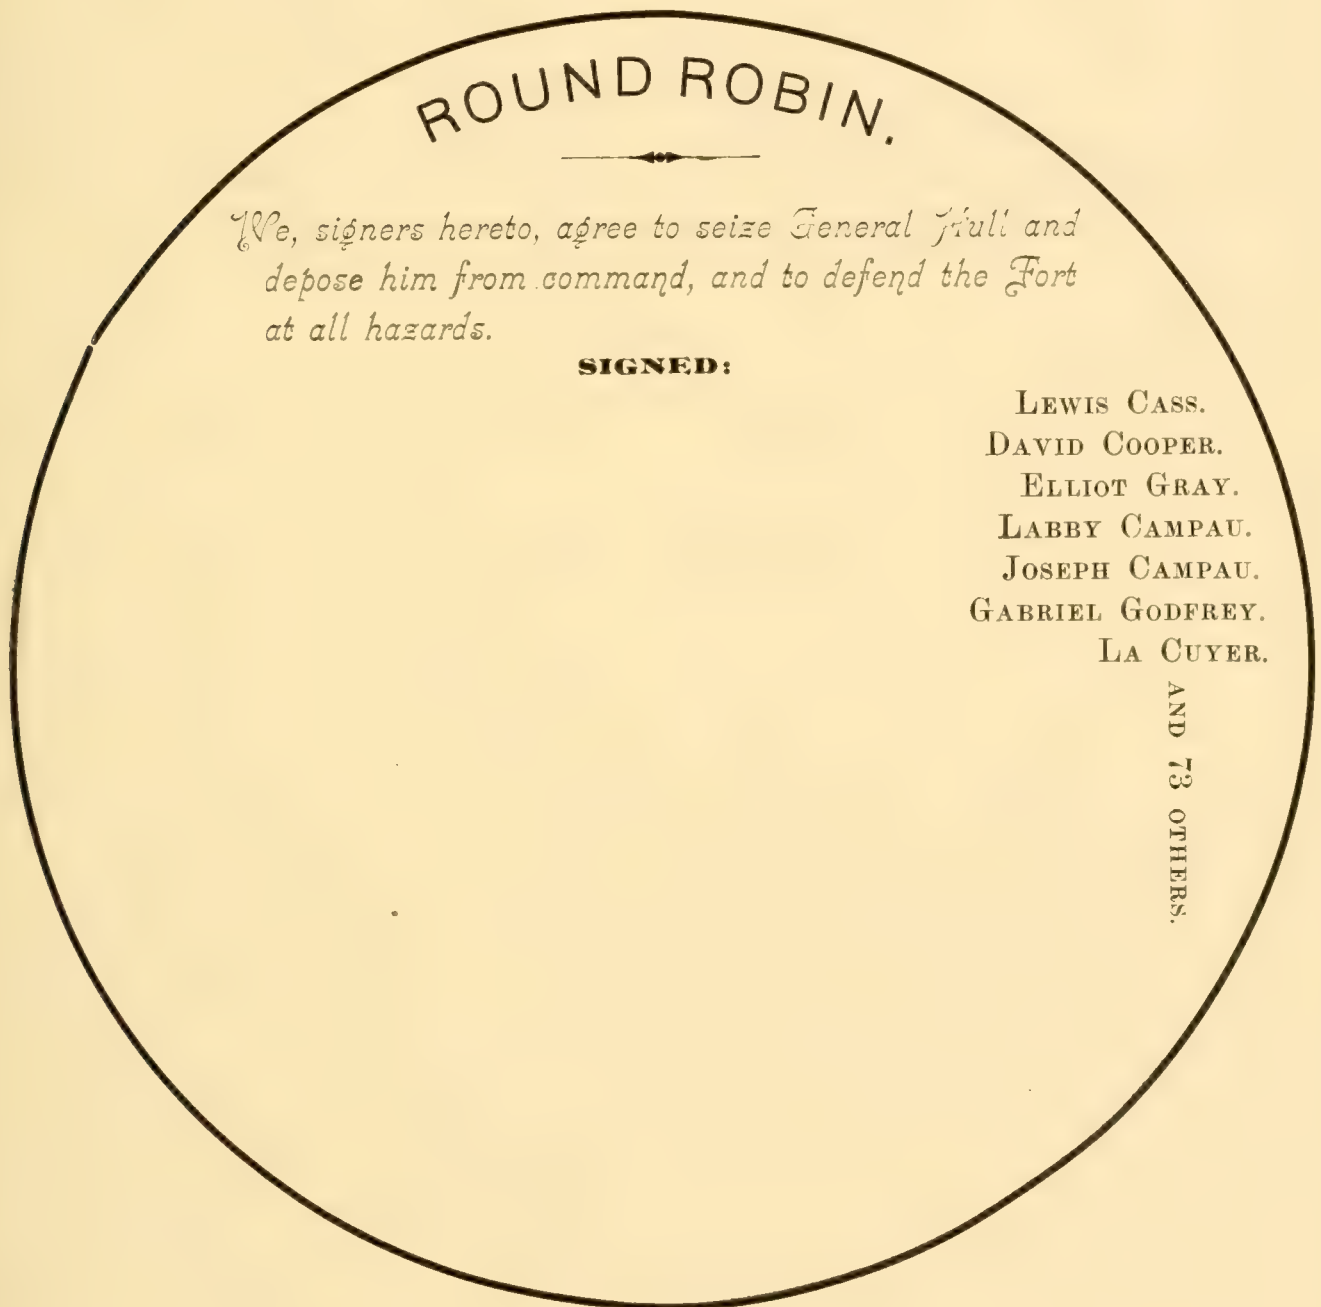 ROUND ROBIN.
We, signers hereto, agree to seize General Hull and
depose him from command, and to defend the Fort
at all hazards.
SIGNED:
LEWIS CASS.
DAVID COOPER.
ELLIOT GRAY.
LABBY CAMPAU.
JOSEPH CAMPAU.
GABRIEL GODFREY.
LA CUYER.
AND 73 OTHERS.